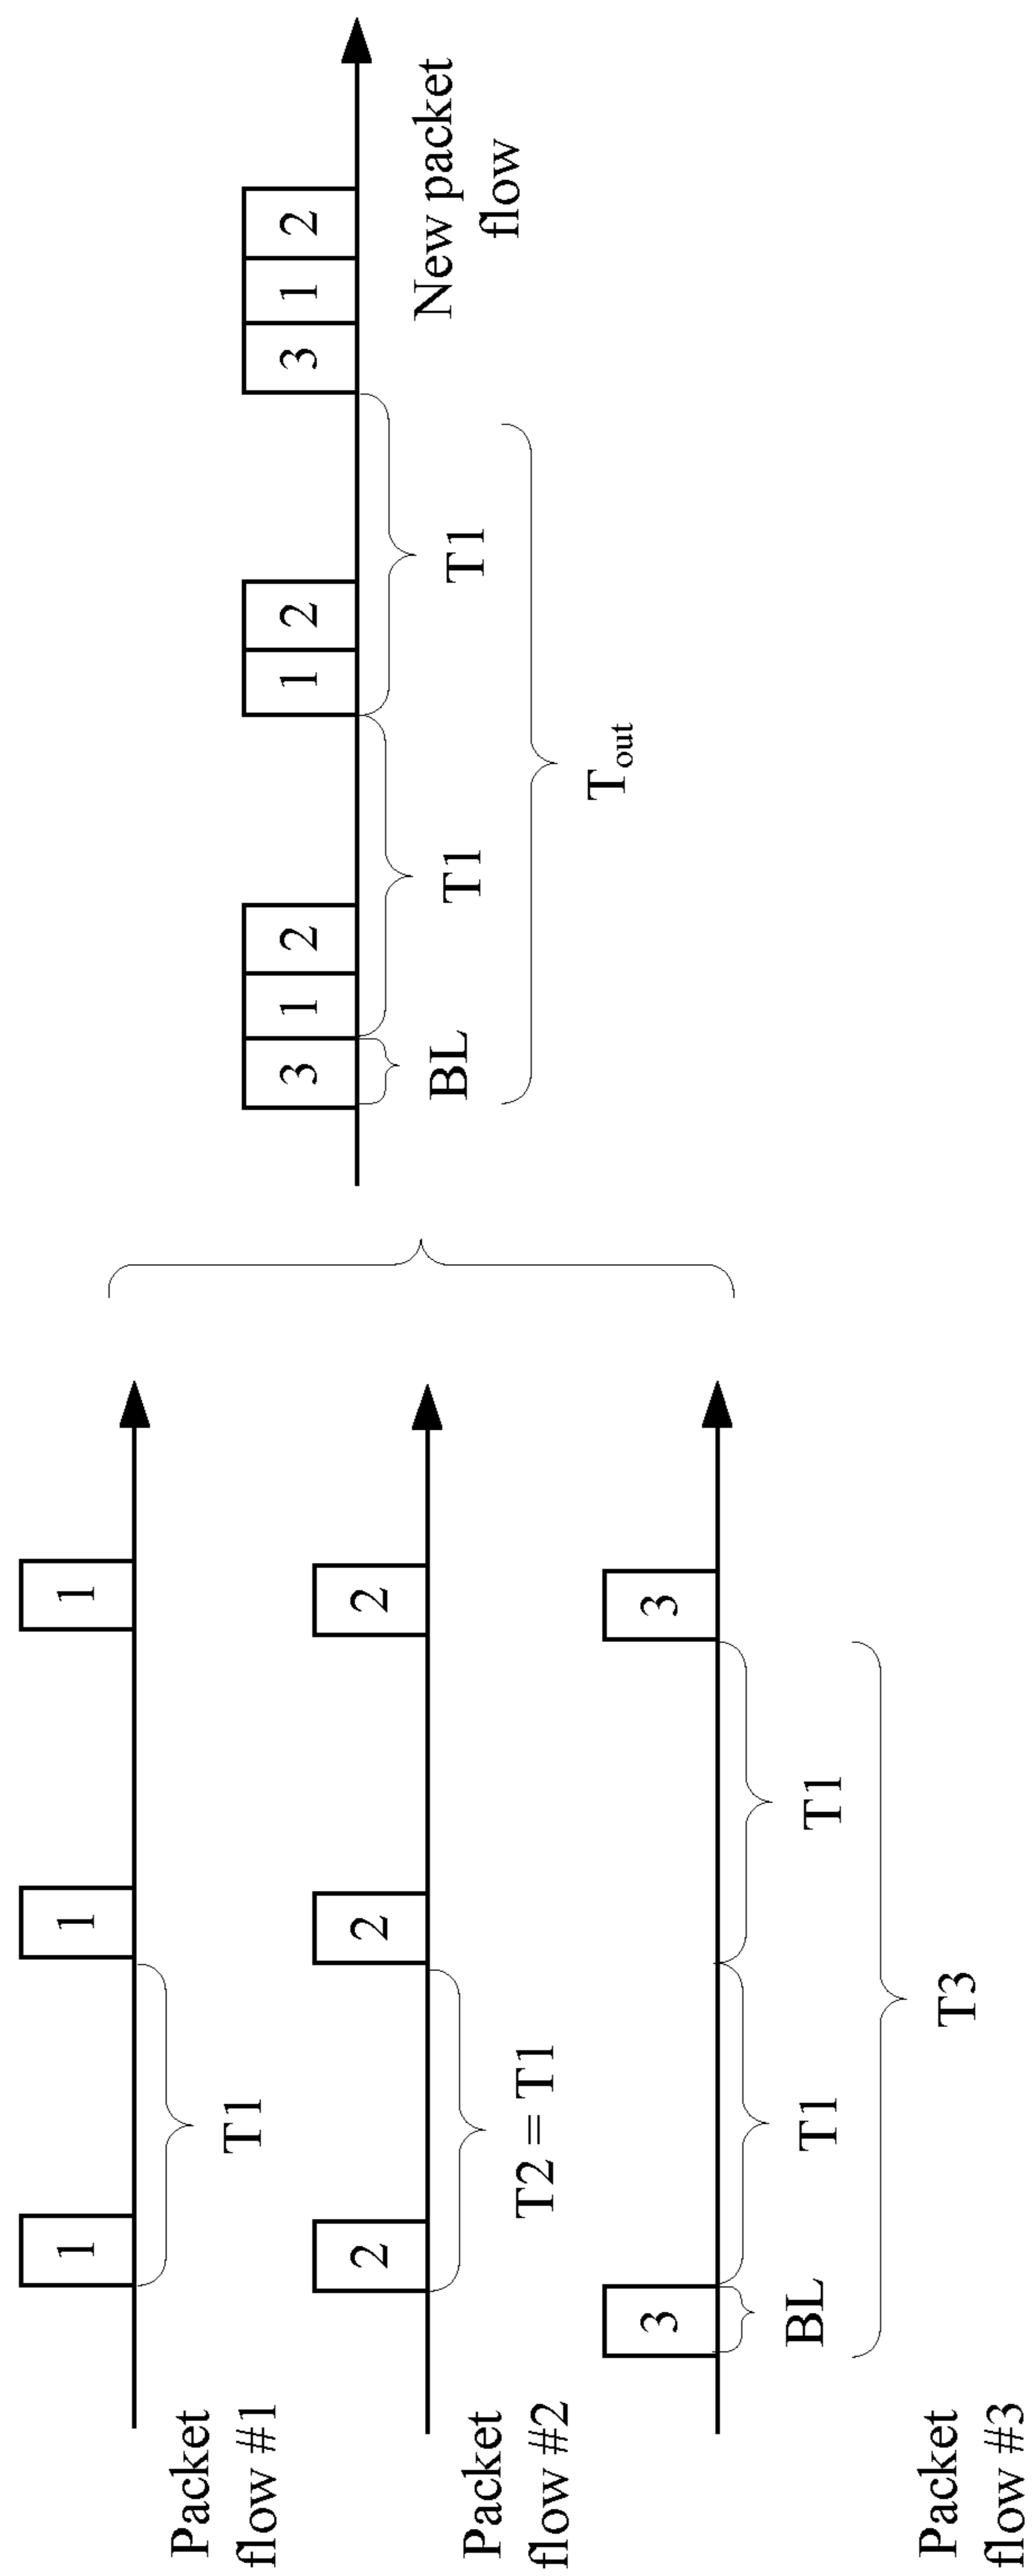 1
1
1
T1
Packet
flow #1
2
2
2
T2 = T1
Packet
flow #2
3
3
BL
T1
T1
T3
Packet
flow #3
3
1
2
1
2
3
1
2
BL
T1
T1
Tout
New packet
flow